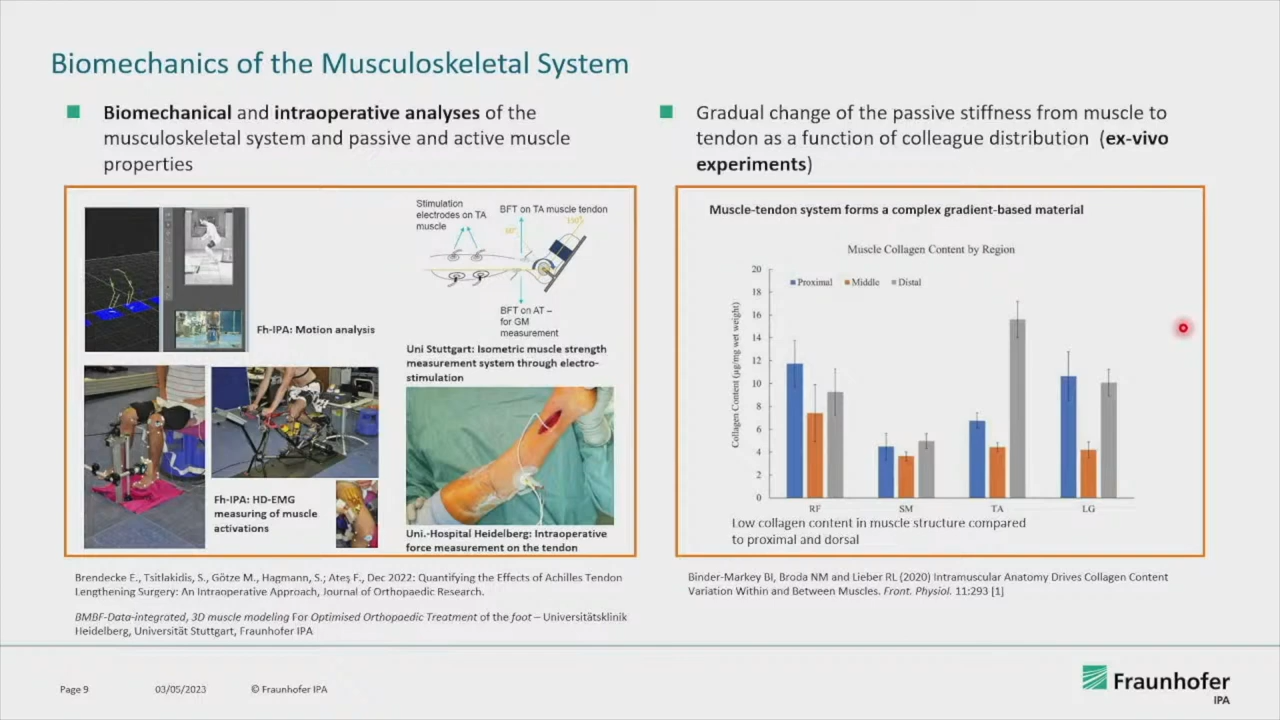 Biomechanics of the Musculoskeletal System
Biomechanical and intraoperative analyses of the
musculoskeletal system and passive and active muscle
properties
Fh-IPA: Motion analysis
Fh-IPA: HD-EMG
measuring of muscle
activations
Stimulation
electrodes on TA
muscle
BFT on TA muscle tendon
BFT on AT –
for GM
measurement
Uni Stuttgart: Isometric muscle strength
measurement system through electro-
stimulation
Uni.-Hospital Heidelberg: Intraoperative
force measurement on the tendon
Brendecke E., Tsitlakidis, S., Götze M., Hagmann, S.; Ateş F., Dec 2022: Quantifying the Effects of Achilles Tendon
Lengthening Surgery: An Intraoperative Approach, Journal of Orthopaedic Research.
BMBF-Data-integrated, 3D muscle modeling For Optimised Orthopaedic Treatment of the foot – Universitätsklinik
Heidelberg, Universität Stuttgart, Fraunhofer IPA
Gradual change of the passive stiffness from muscle to
tendon as a function of colleague distribution (ex-vivo
experiments)
Muscle-tendon system forms a complex gradient-based material
Muscle Collagen Content by Region
Proximal Middle Distal
Collagen Content (µg/mg wet weight)
20
18
16
14
12
10
8
6
4
2
0
RF SM TA LG
Low collagen content in muscle structure compared
to proximal and dorsal
Binder-Markey BI, Broda NM and Lieber RL (2020) Intramuscular Anatomy Drives Collagen Content
Variation Within and Between Muscles. Front. Physiol. 11:293 [1]
Page 9 03/05/2023 © Fraunhofer IPA
Fraunhofer
IPA